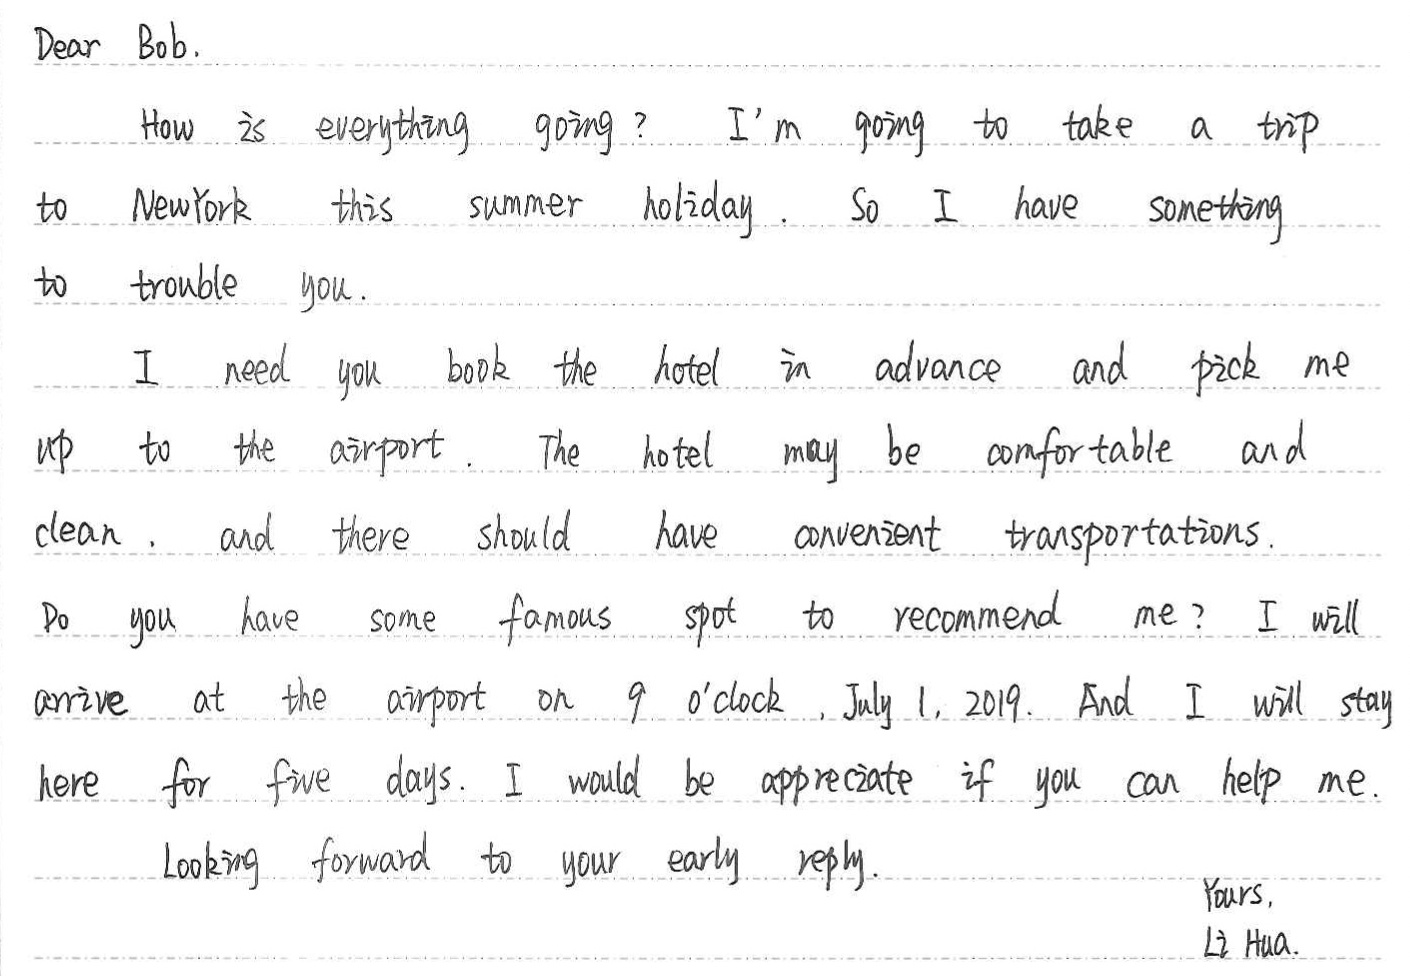 Dear Bob.
How is everything going? I'm going to take a trip
to NewYork this summer holiday. So I have something
to trouble you.
I need you book the hotel in advance and pick me
up to the airport. The hotel may be comfortable and
clean. and there should have convenient transportations.
Do you have some famous spot to recommend me? I will
arrive at the airport on 9 o'clock, July 1, 2019. And I will stay
here for five days. I would be appreciate if you can help me.
Looking forward to your early reply.
Yours,
Li Hua.